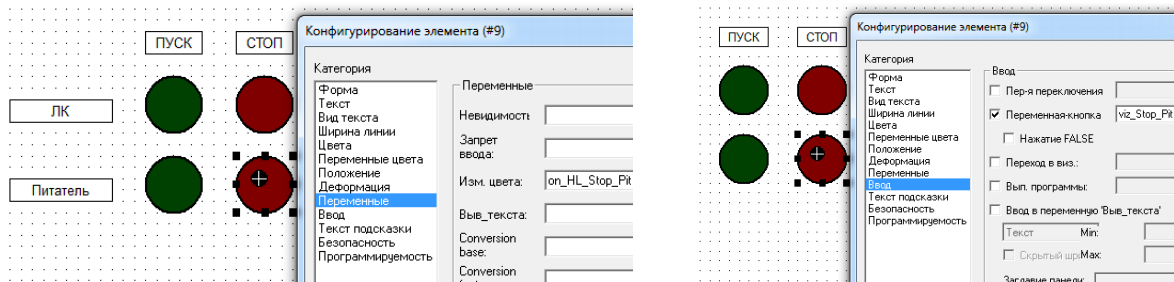 ПУСК
СТОП
ЛК
Питатель
Конфигурирование элемента (#9)
Категория
Форма
Текст
Вид текста
Ширина линии
Цвета
Переменные цвета
Положение
Деформация
Переменные
Ввод
Текст подсказки
Безопасность
Программируемость
Переменные
Невидимость
Запрет
ввода:
Изм. цвета: on_HL_Stop_Pit
Выв_текста:
Conversion
base:
Conversion
ПУСК
СТОП
Конфигурирование элемента (#9)
Категория
Форма
Текст
Вид текста
Ширина линии
Цвета
Переменные цвета
Положение
Деформация
Переменные
Ввод
Текст подсказки
Безопасность
Программируемость
Ввод
Пер-я переключения
Переменная-кнопка viz_Stop_Pit
Нажатие FALSE
Переход в виз.:
Вып. программы:
Ввод в переменную 'Выв_текста'
Текст Min:
Скрытый Max:
Заглавие панели: